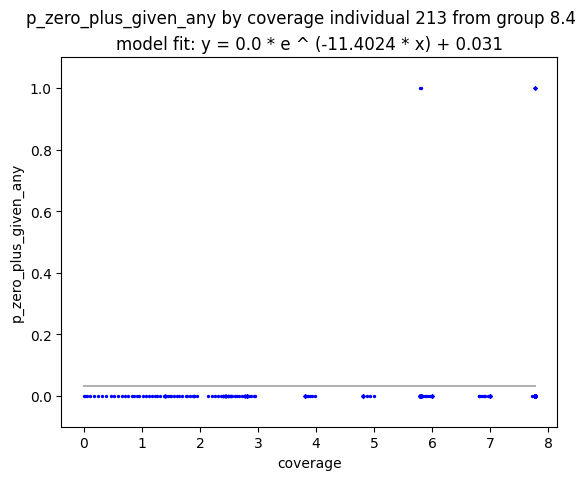 p_zero_plus_given_any by coverage individual 213 from group 8.4
model fit: y = 0.0 * e ^ (-11.4024 * x) + 0.031
1.0
0.8
0.6
0.4
0.2
0.0
p_zero_plus_given_any
0 1 2 3 4 5 6 7 8
coverage